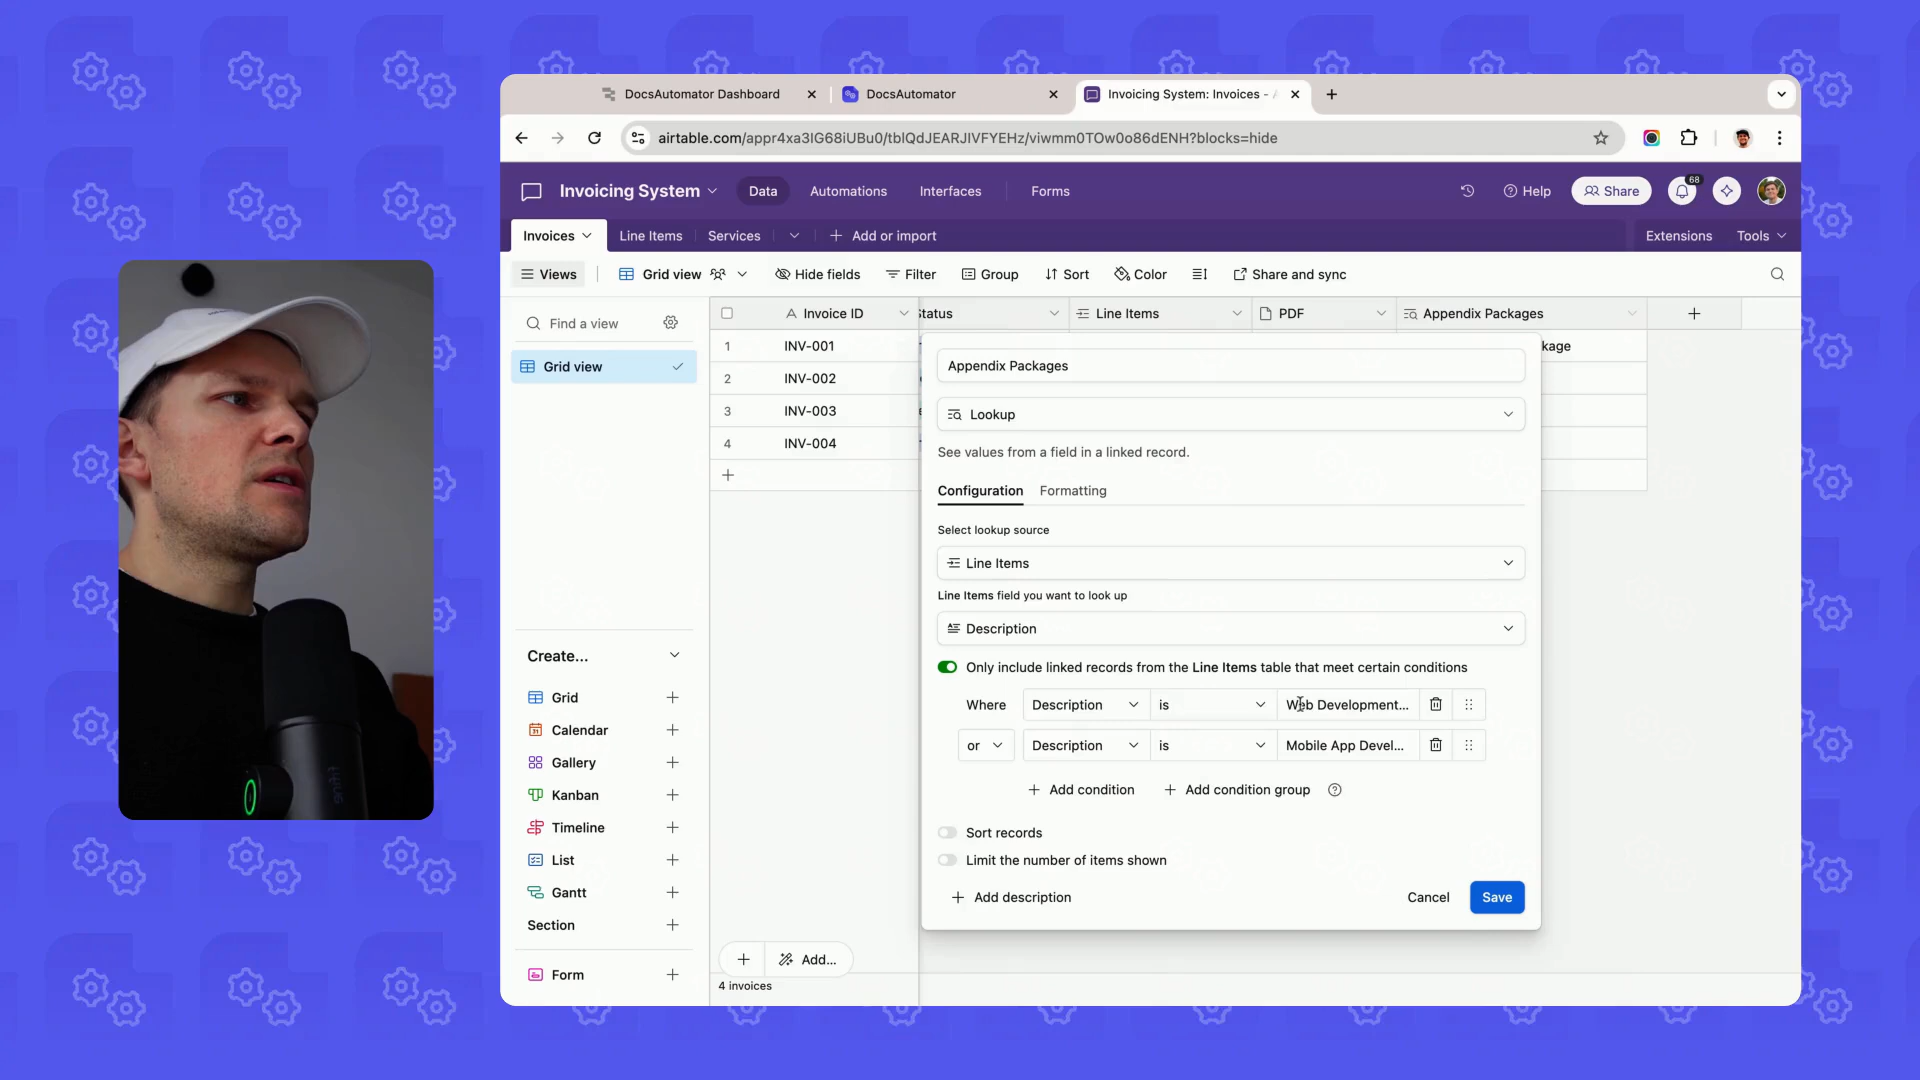 DocsAutomator Dashboard
DocsAutomator
Invoicing System: Invoices -
airtable.com/appr4xa3IG68iUBu0/tblQdJEARJIVFYEHz/viwmm0TOw0o86dENH?blocks=hide
Invoicing System
Data
Automations
Interfaces
Forms
Help
Share
68
Invoices
Line Items
Services
Add or import
Extensions
Tools
Views
Grid view
Hide fields
Filter
Group
Sort
Color
Share and sync
Find a view
Grid view
Invoice ID
Status
Line Items
PDF
Appendix Packages
1 INV-001
kage
2 INV-002
3 INV-003
4 INV-004
Appendix Packages
Lookup
See values from a field in a linked record.
Configuration
Formatting
Select lookup source
Line Items
Line Items field you want to look up
Description
Only include linked records from the Line Items table that meet certain conditions
Where Description is Web Development...
or Description is Mobile App Devel...
Add condition
Add condition group
Sort records
Limit the number of items shown
Add description
Cancel
Save
Create...
Grid
Calendar
Gallery
Kanban
Timeline
List
Gantt
Section
Form
Add...
4 invoices